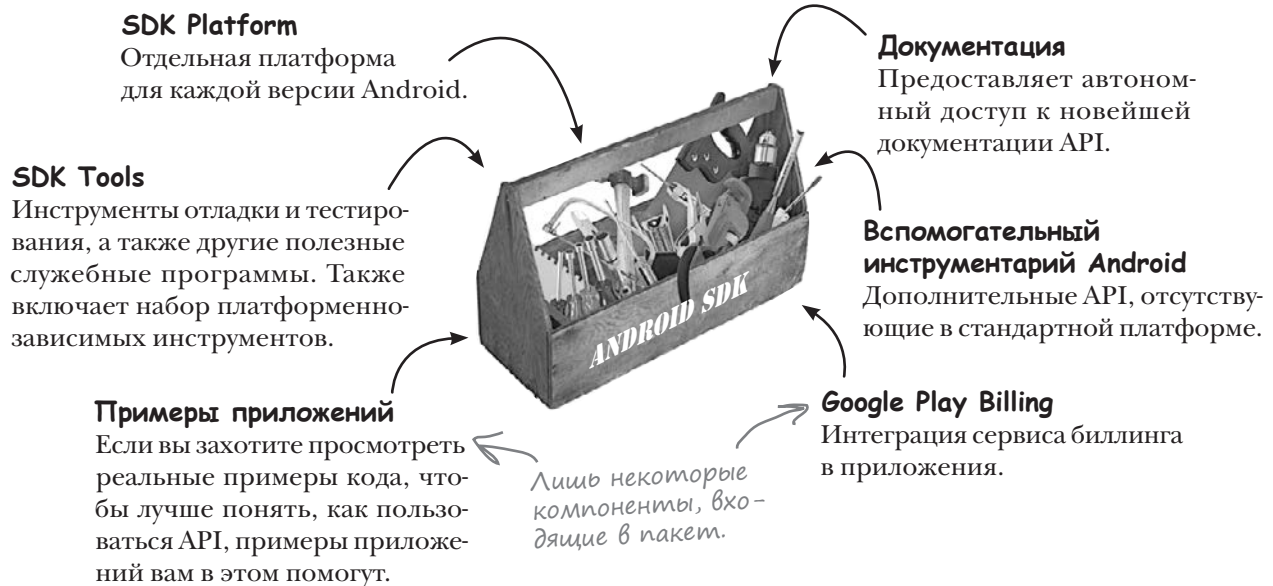 SDK Platform
Отдельная платформа
для каждой версии Android.
SDK Tools
Инструменты отладки и тестиро-
вания, а также другие полезные
служебные программы. Также
включает набор платформенно-
зависимых инструментов.
Примеры приложений
Если вы захотите просмотреть
реальные примеры кода, что-
бы лучше понять, как пользо-
ваться API, примеры приложе-
ний вам в этом помогут.
ANDROID SDK
Лишь некоторые
компоненты, вхо-
дящие в пакет.
Документация
Предоставляет автоном-
ный доступ к новейшей
документации API.
Вспомогательный
инструментарий Android
Дополнительные API, отсутству-
ющие в стандартной платформе.
Google Play Billing
Интеграция сервиса биллинга
в приложения.